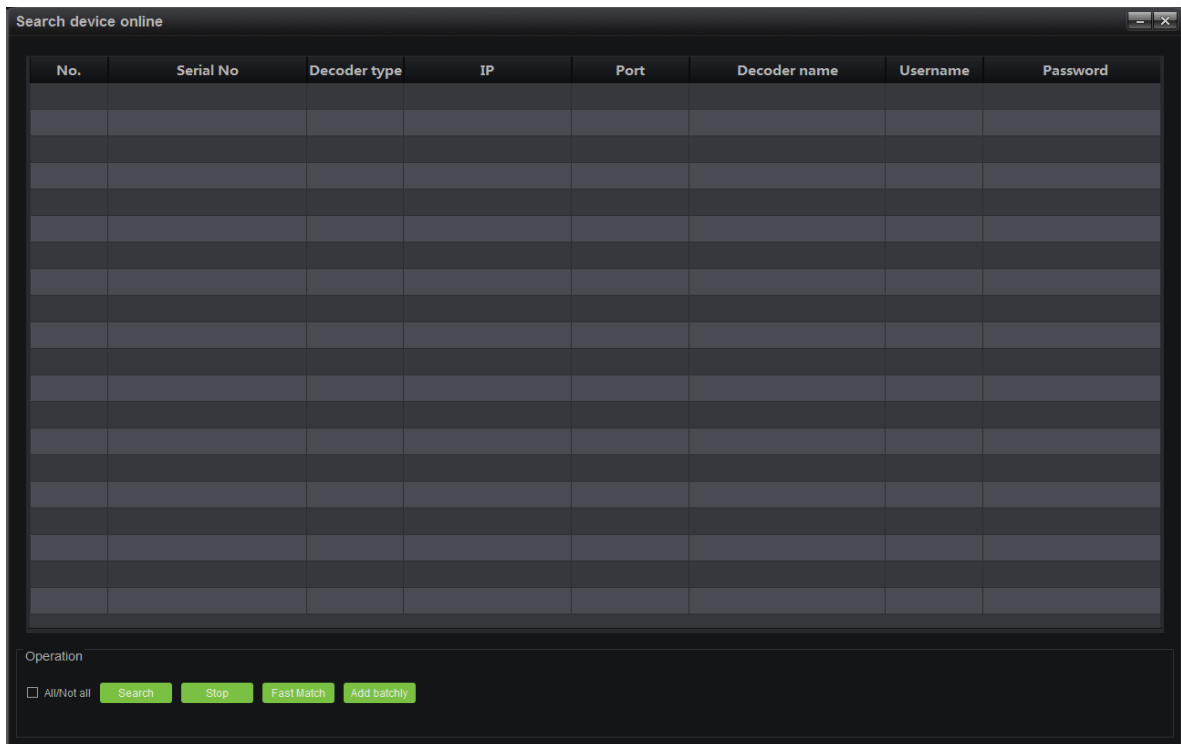 Search device online
No. Serial No Decoder type IP Port Decoder name Username Password
Operation
All/Not all Search Stop Fast Match Add batchly